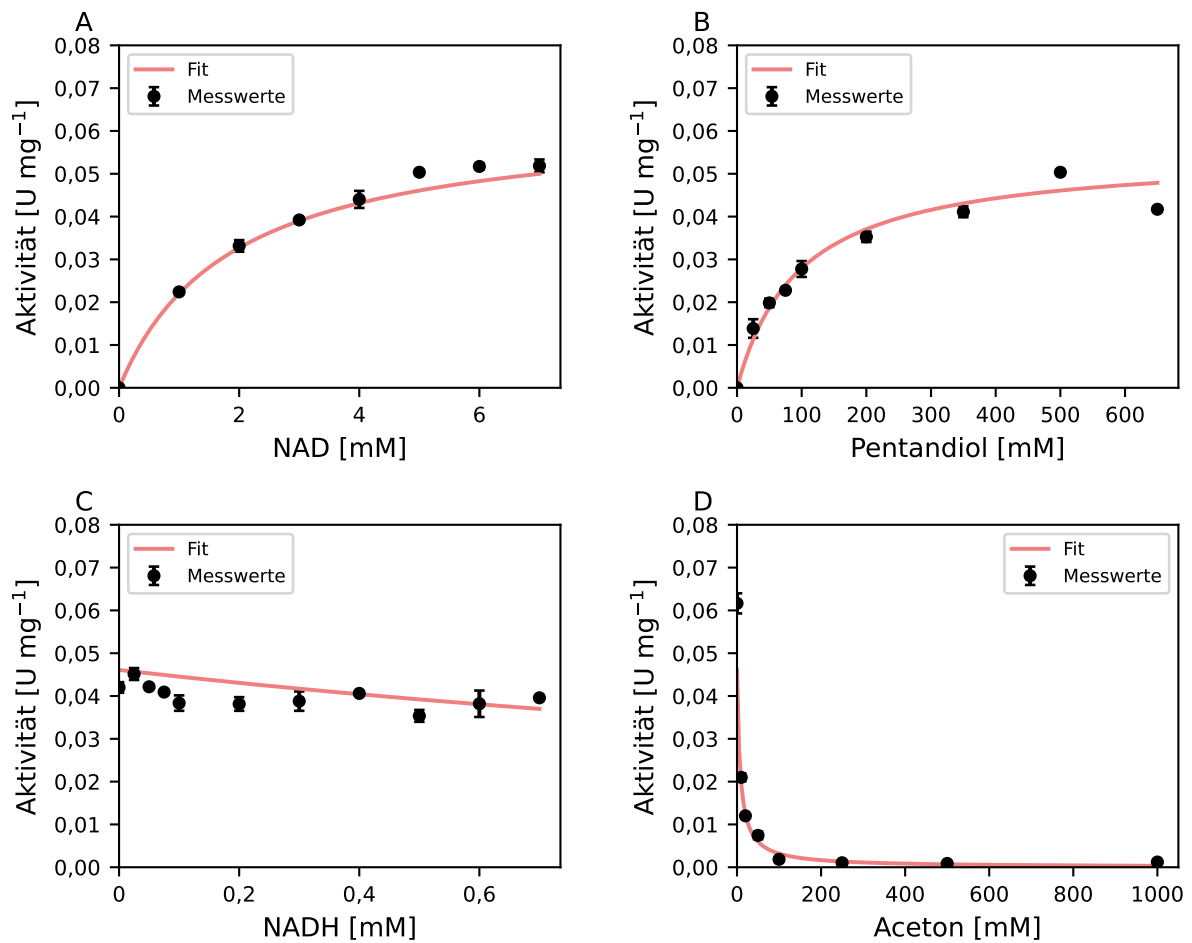 A
0,08
0,07
0,06
0,05
0,04
0,03
0,02
0,01
0,00
Aktivität [U mg⁻¹]
Fit
Messwerte
0 2 4 6
NAD [mM]
B
0,08
0,07
0,06
0,05
0,04
0,03
0,02
0,01
0,00
Aktivität [U mg⁻¹]
Fit
Messwerte
0 100 200 300 400 500 600
Pentandiol [mM]
C
0,08
0,07
0,06
0,05
0,04
0,03
0,02
0,01
0,00
Aktivität [U mg⁻¹]
Fit
Messwerte
0 0,2 0,4 0,6
NADH [mM]
D
0,08
0,07
0,06
0,05
0,04
0,03
0,02
0,01
0,00
Aktivität [U mg⁻¹]
Fit
Messwerte
0 200 400 600 800 1000
Aceton [mM]